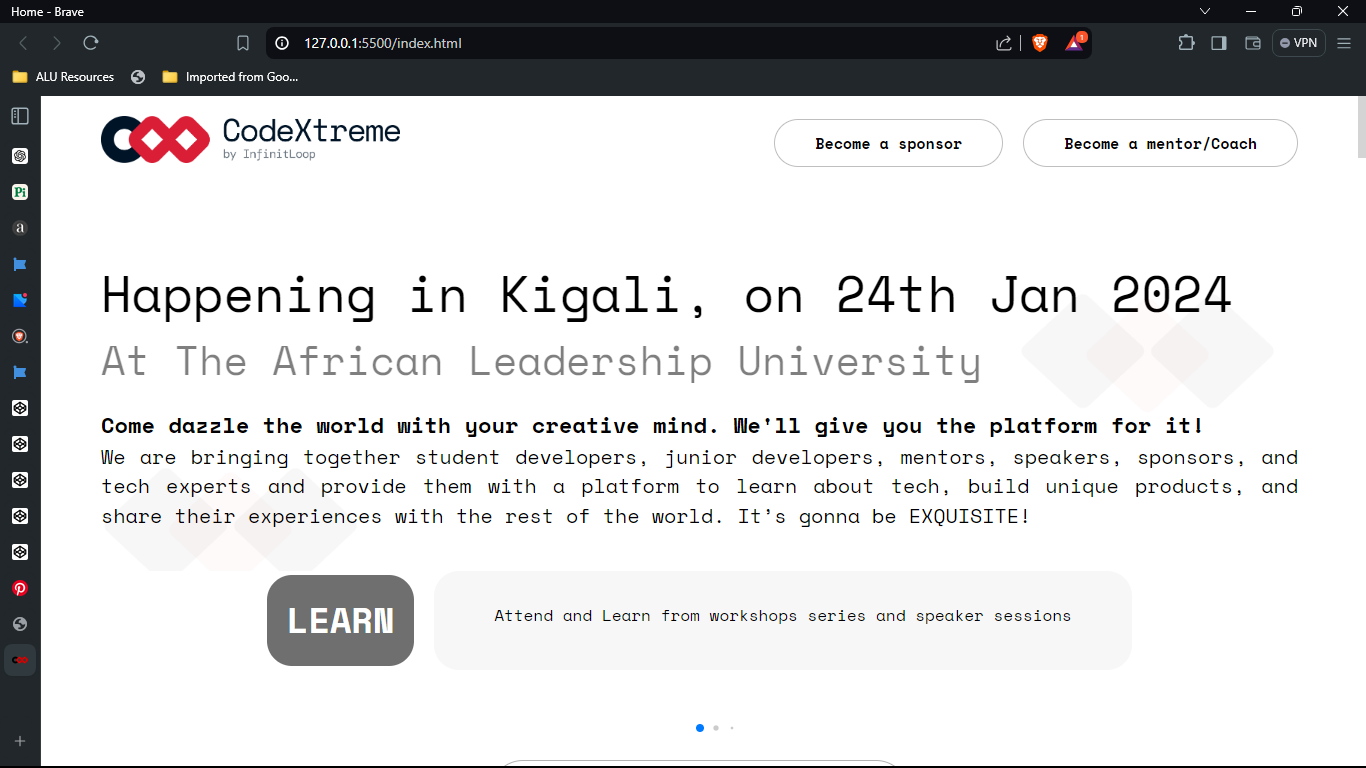 Home - Brave
127.0.0.1:5500/index.html
1
VPN
ALU Resources
Imported from Goo...
Pi
a
CodeXtreme
by InfinitLoop
Become a sponsor
Become a mentor/Coach
Happening in Kigali, on 24th Jan 2024
At The African Leadership University
Come dazzle the world with your creative mind. We'll give you the platform for it!
We are bringing together student developers, junior developers, mentors, speakers, sponsors, and
tech experts and provide them with a platform to learn about tech, build unique products, and
share their experiences with the rest of the world. It’s gonna be EXQUISITE!
LEARN
Attend and Learn from workshops series and speaker sessions